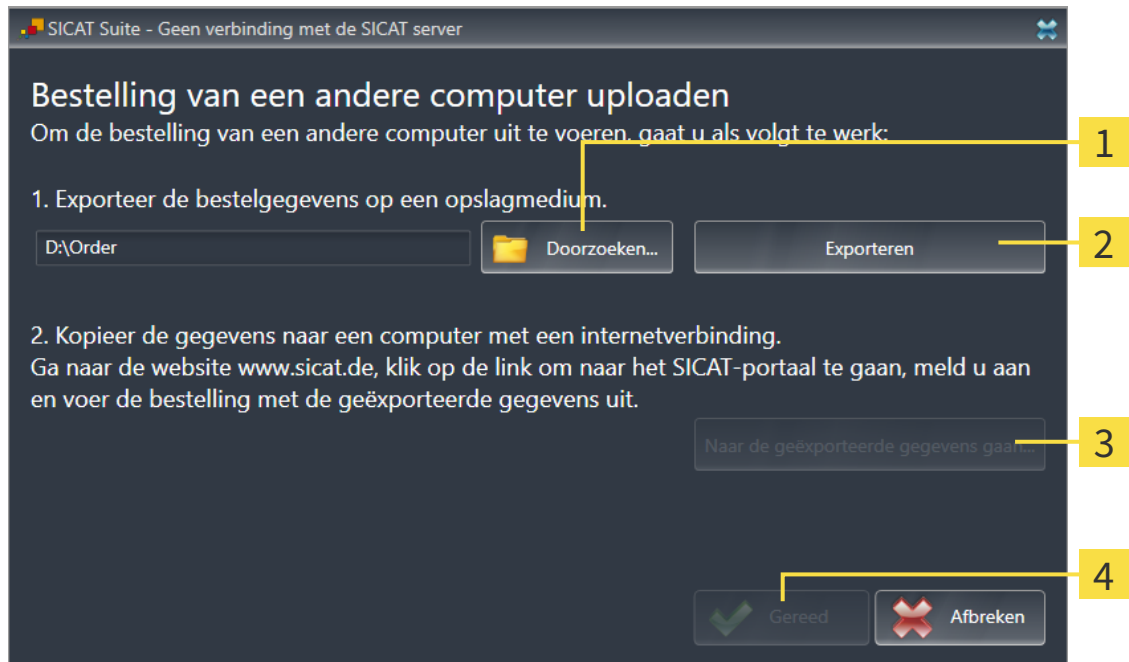 SICAT Suite - Geen verbinding met de SICAT server
Bestelling van een andere computer uploaden
Om de bestelling van een andere computer uit te voeren, gaat u als volgt te werk:
1
1. Exporteer de bestelgegevens op een opslagmedium.
D:\Order
Doorzoeken...
Exporteren
2
2. Kopieer de gegevens naar een computer met een internetverbinding.
Ga naar de website www.sicat.de, klik op de link om naar het SICAT-portaal te gaan, meld u aan
en voer de bestelling met de geëxporteerde gegevens uit.
Naar de geëxporteerde gegevens gaan...
3
4
Gereed
Afbreken